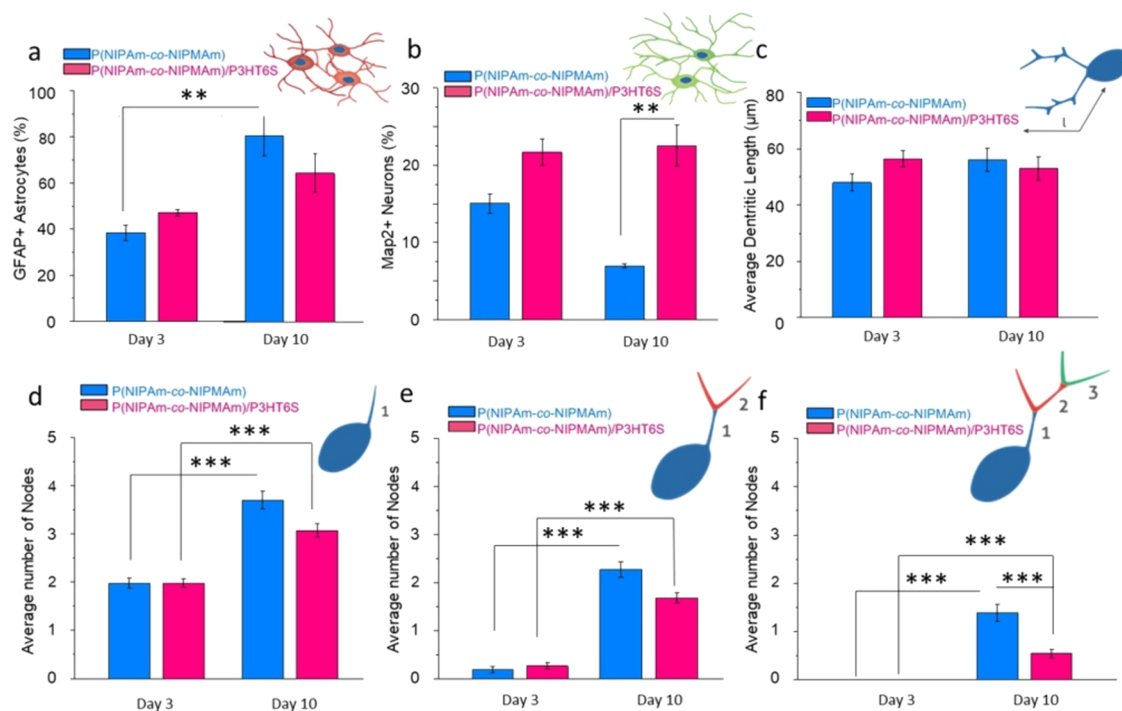 a
P(NIPAm-co-NIPMAm)
P(NIPAm-co-NIPMAm)/P3HT6S
GFAP+ Astrocytes (%)
100
80
60
40
20
0
**
Day 3
Day 10
b
P(NIPAm-co-NIPMAm)
P(NIPAm-co-NIPMAm)/P3HT6S
Map2+ Neurons (%)
20
10
0
**
Day 3
Day 10
c
P(NIPAm-co-NIPMAm)
P(NIPAm-co-NIPMAm)/P3HT6S
l
Average Dentritic Length (μm)
80
60
40
20
0
Day 3
Day 10
d
P(NIPAm-co-NIPMAm)
P(NIPAm-co-NIPMAm)/P3HT6S
1
Average number of Nodes
5
4
3
2
1
0
***
***
Day 3
Day 10
e
P(NIPAm-co-NIPMAm)
P(NIPAm-co-NIPMAm)/P3HT6S
2
1
Average number of Nodes
5
4
3
2
1
0
***
***
Day 3
Day 10
f
P(NIPAm-co-NIPMAm)
P(NIPAm-co-NIPMAm)/P3HT6S
3
2
1
Average number of Nodes
5
4
3
2
1
0
***
***
***
Day 3
Day 10